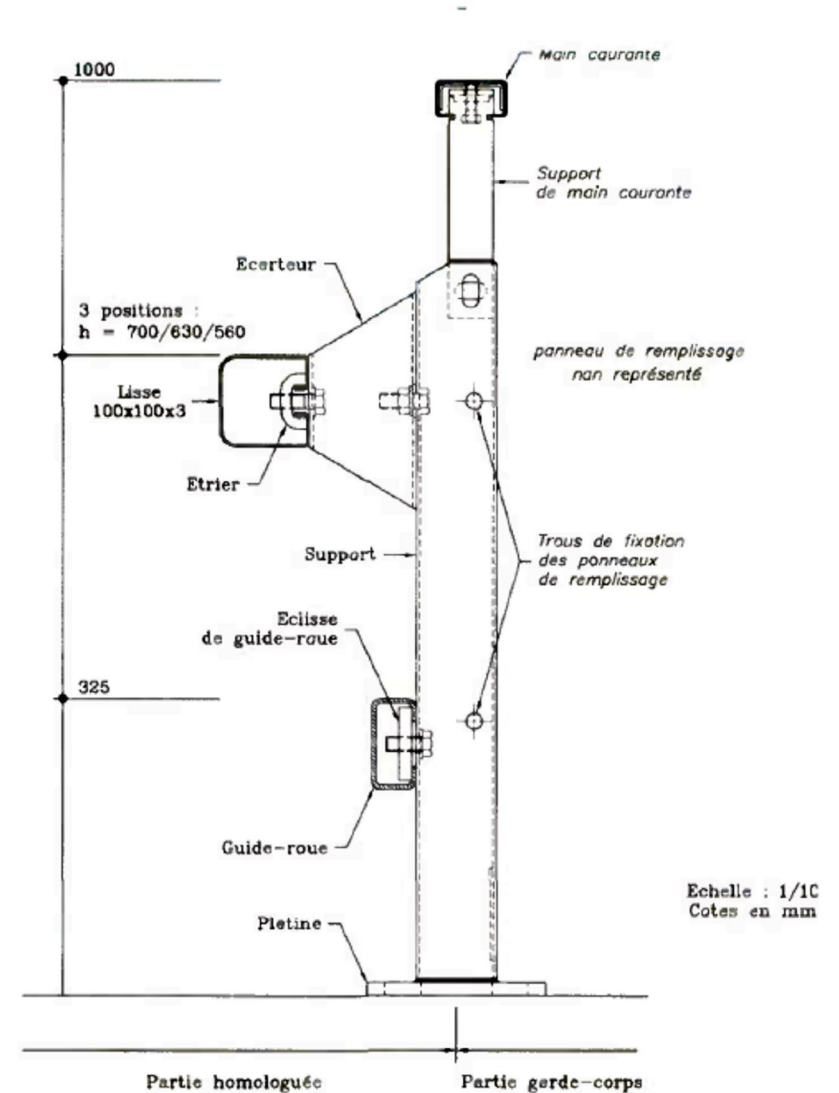 Main courante
1000
Support
de main courante
Ecarteur
3 positions :
h = 700/630/560
panneau de remplissage
non représenté
Lisse
100x100x3
Etrier
Trous de fixation
des panneaux
de remplissage
Support
Eclisse
de guide-roue
325
Guide-roue
Echelle : 1/10
Cotes en mm
Platine
Partie homologuée
Partie garde-corps